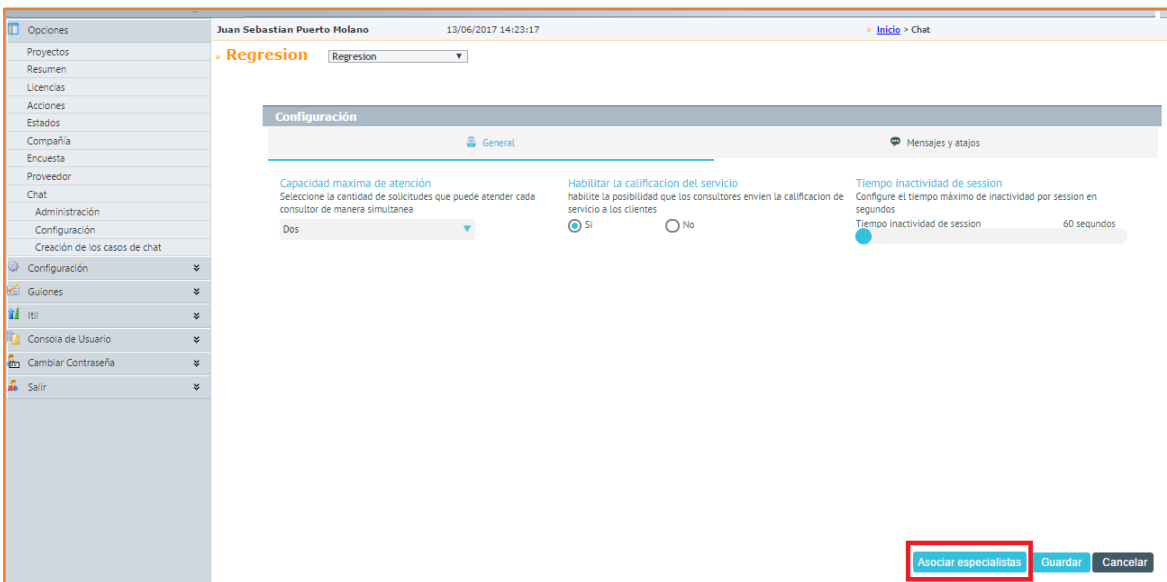 Opciones
Proyectos
Resumen
Licencias
Acciones
Estados
Compañía
Encuesta
Proveedor
Chat
Administración
Configuración
Creación de los casos de chat
Configuración
Guiones
Itil
Consola de Usuario
Cambiar Contraseña
Salir
Juan Sebastian Puerto Molano 13/06/2017 14:23:17 » Inicio > Chat
» Regresion Regresion
Configuración
General Mensajes y atajos
Capacidad maxima de atención
Seleccione la cantidad de solicitudes que puede atender cada
consultor de manera simultanea
Dos
Habilitar la calificacion del servicio
habilite la posibilidad que los consultores envien la calificacion de
servicio a los clientes
Si No
Tiempo inactividad de session
Configure el tiempo máximo de inactividad por session en
segundos
Tiempo inactividad de session 60 segundos
Asociar especialistas Guardar Cancelar